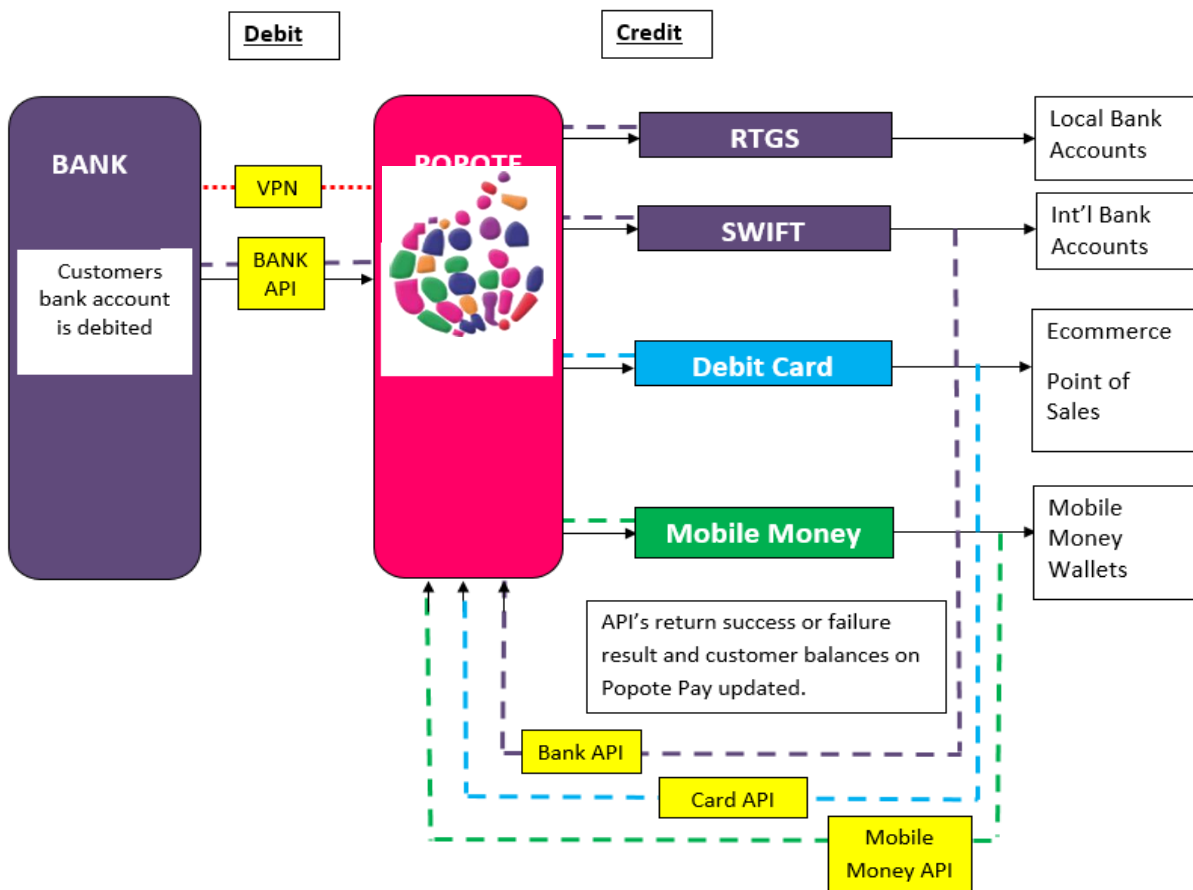 Debit
Credit
BANK
Customers
bank account
is debited
VPN
BANK
API
POPOTE
RTGS
SWIFT
Debit Card
Mobile Money
Local Bank
Accounts
Int'l Bank
Accounts
Ecommerce
Point of
Sales
Mobile
Money
Wallets
API's return success or failure
result and customer balances on
Popote Pay updated.
Bank API
Card API
Mobile
Money API